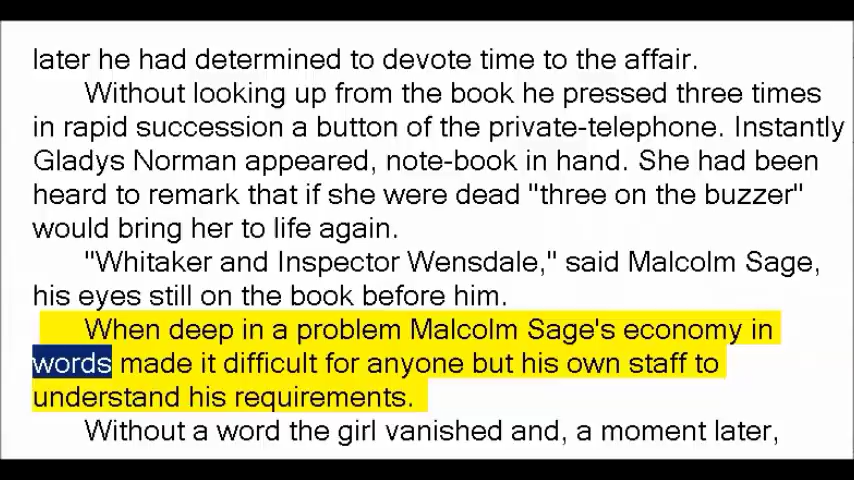 later he had determined to devote time to the affair.
Without looking up from the book he pressed three times
in rapid succession a button of the private-telephone. Instantly
Gladys Norman appeared, note-book in hand. She had been
heard to remark that if she were dead "three on the buzzer"
would bring her to life again.
"Whitaker and Inspector Wensdale," said Malcolm Sage,
his eyes still on the book before him.
When deep in a problem Malcolm Sage's economy in
words made it difficult for anyone but his own staff to
understand his requirements.
Without a word the girl vanished and, a moment later,